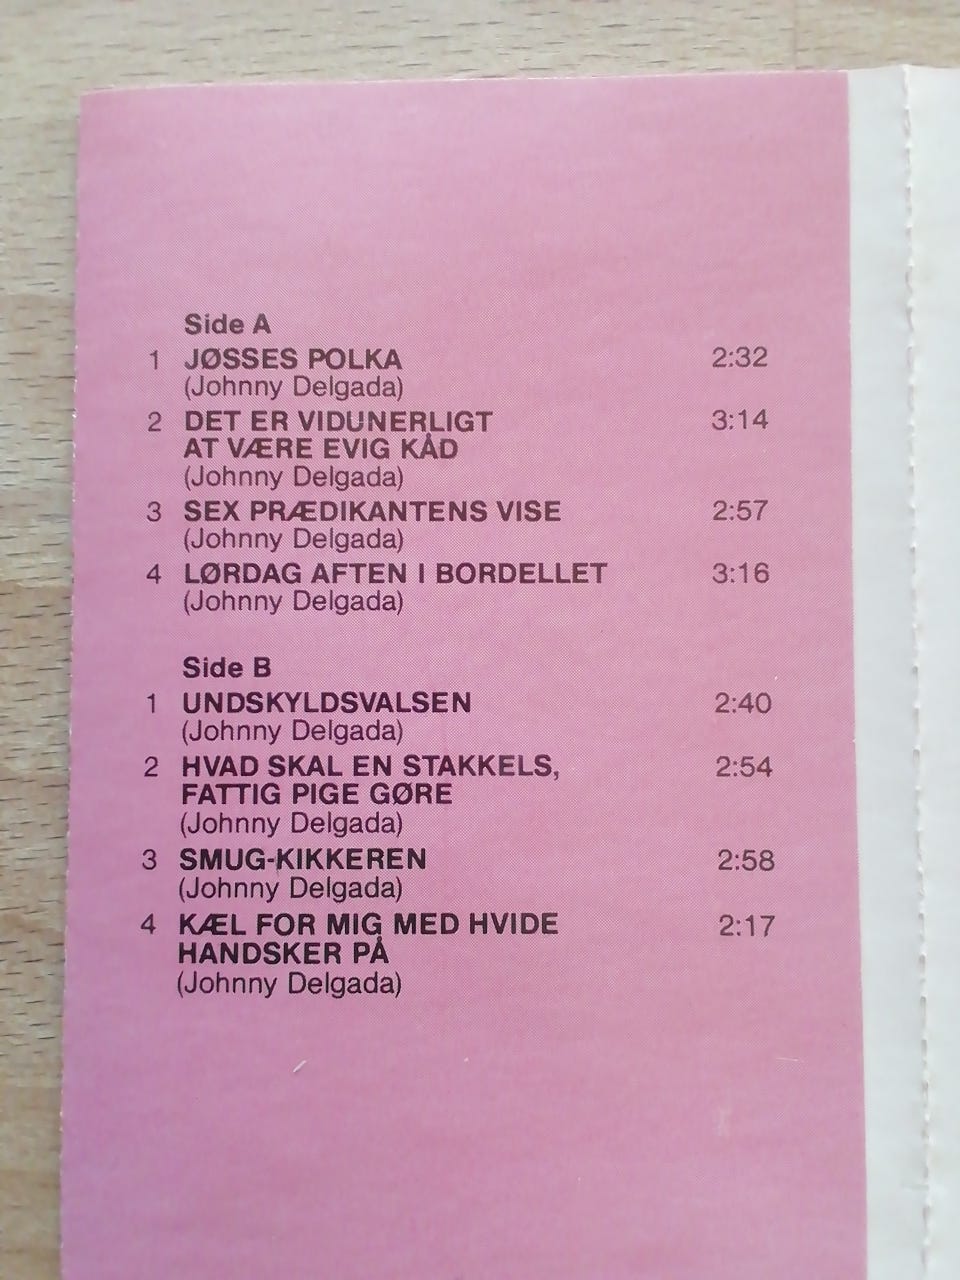 Side A
1 JØSSES POLKA 2:32
(Johnny Delgada)
2 DET ER VIDUNERLIGT 3:14
AT VÆRE EVIG KÅD
(Johnny Delgada)
3 SEX PRÆDIKANTENS VISE 2:57
(Johnny Delgada)
4 LØRDAG AFTEN I BORDELLET 3:16
(Johnny Delgada)
Side B
1 UNDSKYLDSVALSEN 2:40
(Johnny Delgada)
2 HVAD SKAL EN STAKKELS, 2:54
FATTIG PIGE GØRE
(Johnny Delgada)
3 SMUG-KIKKEREN 2:58
(Johnny Delgada)
4 KÆL FOR MIG MED HVIDE 2:17
HANDSKER PÅ
(Johnny Delgada)